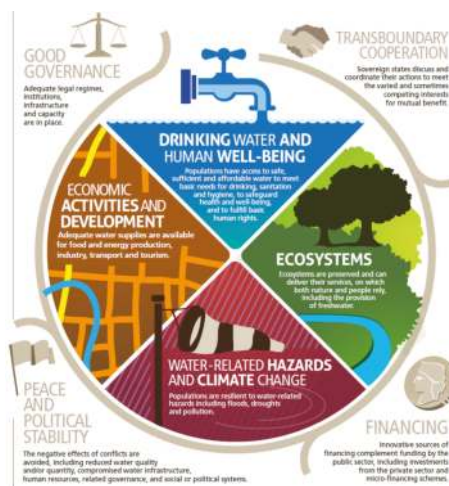 GOOD
GOVERNANCE
Adequate legal regimes,
institutions,
infrastructure
and capacity
are in place.
TRANSBOUNDARY
COOPERATION
Sovereign states discuss and
coordinate their actions to meet
the varied and sometimes
competing interests
for mutual benefit.
DRINKING WATER AND
HUMAN WELL-BEING
Populations have access to safe,
sufficient and affordable water to meet
basic needs for drinking, sanitation
and hygiene, to safeguard
health and well-being,
and to fulfill basic
human rights.
ECONOMIC
ACTIVITIES AND
DEVELOPMENT
Adequate water supplies are available
for food and energy production,
industry, transport and tourism.
ECOSYSTEMS
Ecosystems are preserved and can
deliver their services, on which
both nature and people rely,
including the provision
of freshwater.
WATER-RELATED HAZARDS
AND CLIMATE CHANGE
Populations are resilient to water-related
hazards including floods, droughts
and pollution.
PEACE
AND
POLITICAL
STABILITY
The negative effects of conflicts are
avoided, including reduced water quality
and/or quantity, compromised water infrastructure,
human resources, related governance, and social or political systems.
FINANCING
Innovative sources of
financing complement funding by the
public sector, including investments
from the private sector and
micro-financing schemes.